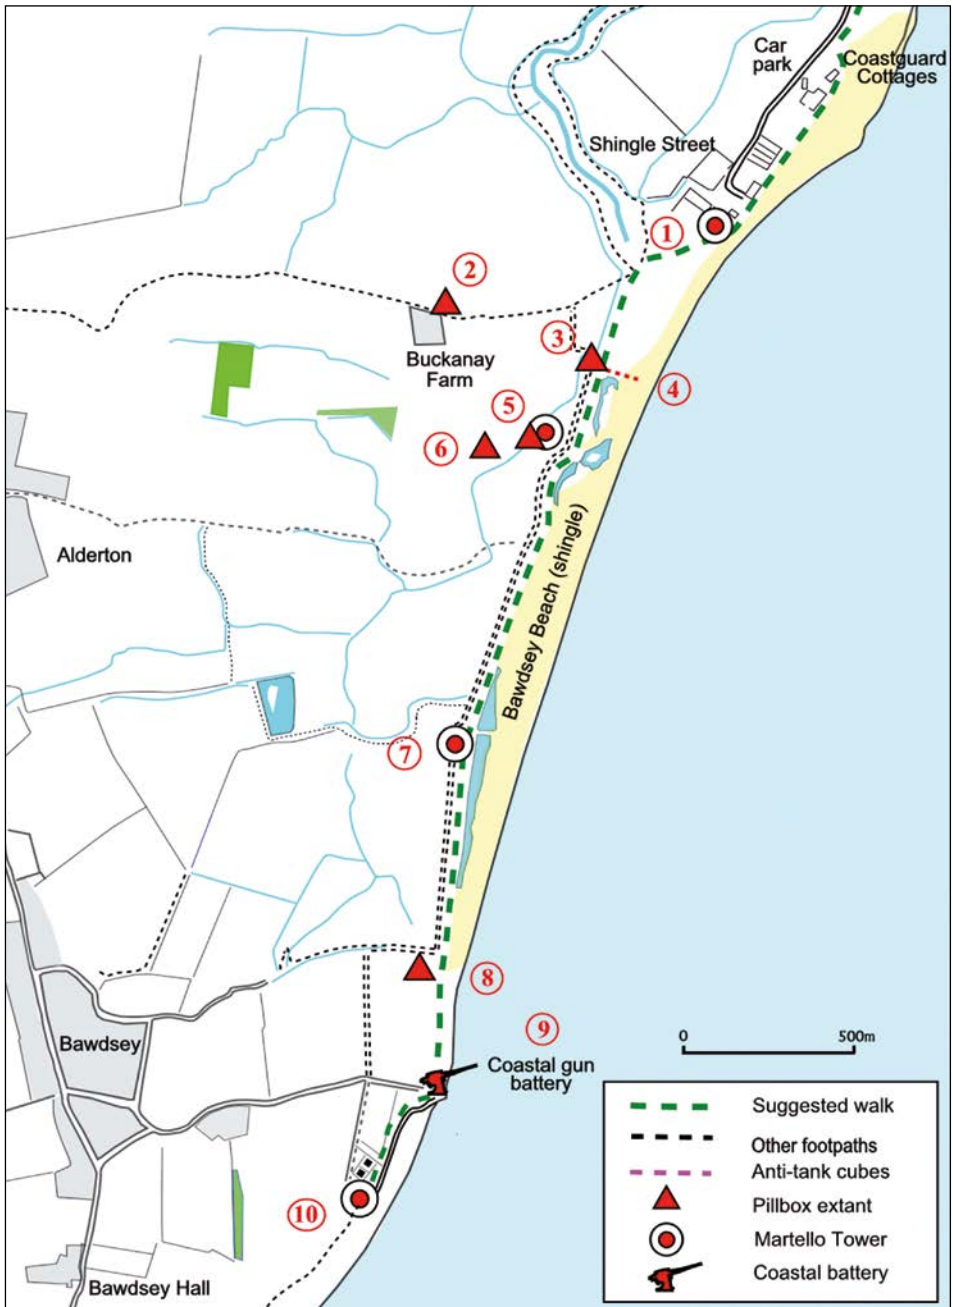 Car
park
Coastguard
Cottages
Shingle Street
1
2
3
Buckanay
Farm
4
5
6
Alderton
Bawdsey Beach (shingle)
7
8
9
Bawdsey
Coastal gun
battery
0 500m
Suggested walk
Other footpaths
Anti-tank cubes
Pillbox extant
Martello Tower
Coastal battery
10
Bawdsey Hall